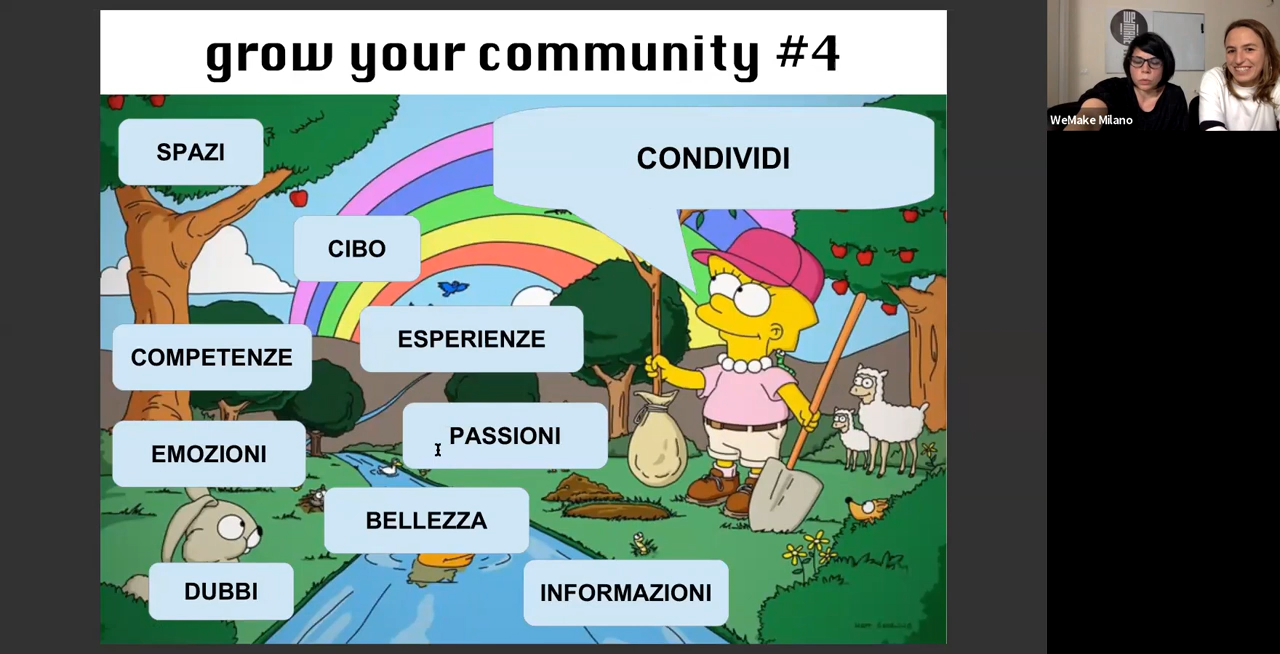 grow your community #4
SPAZI
CONDIVIDI
CIBO
ESPERIENZE
COMPETENZE
PASSIONI
EMOZIONI
BELLEZZA
DUBBI
INFORMAZIONI
WeMake Milano